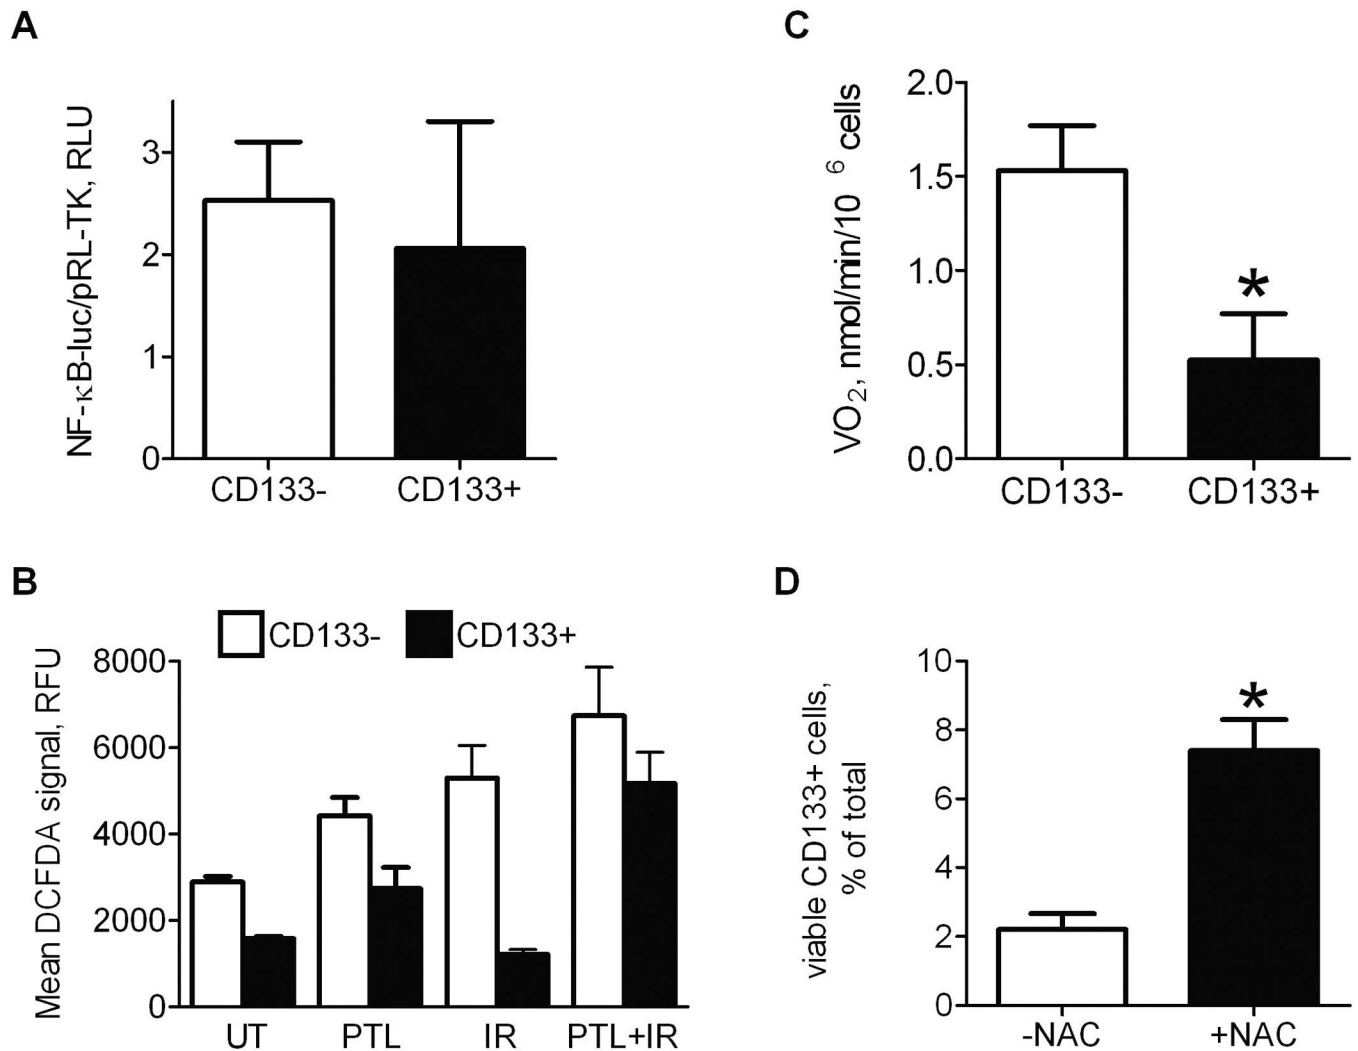 A
NF-κB-luc/pRL-TK, RLU
3
2
1
0
CD133-
CD133+
C
VO2, nmol/min/10 6 cells
2.0
1.5
1.0
0.5
0.0
*
CD133-
CD133+
B
CD133-
CD133+
Mean DCFDA signal, RFU
8000
6000
4000
2000
0
UT
PTL
IR
PTL+IR
D
viable CD133+ cells,
% of total
10
8
6
4
2
0
*
-NAC
+NAC